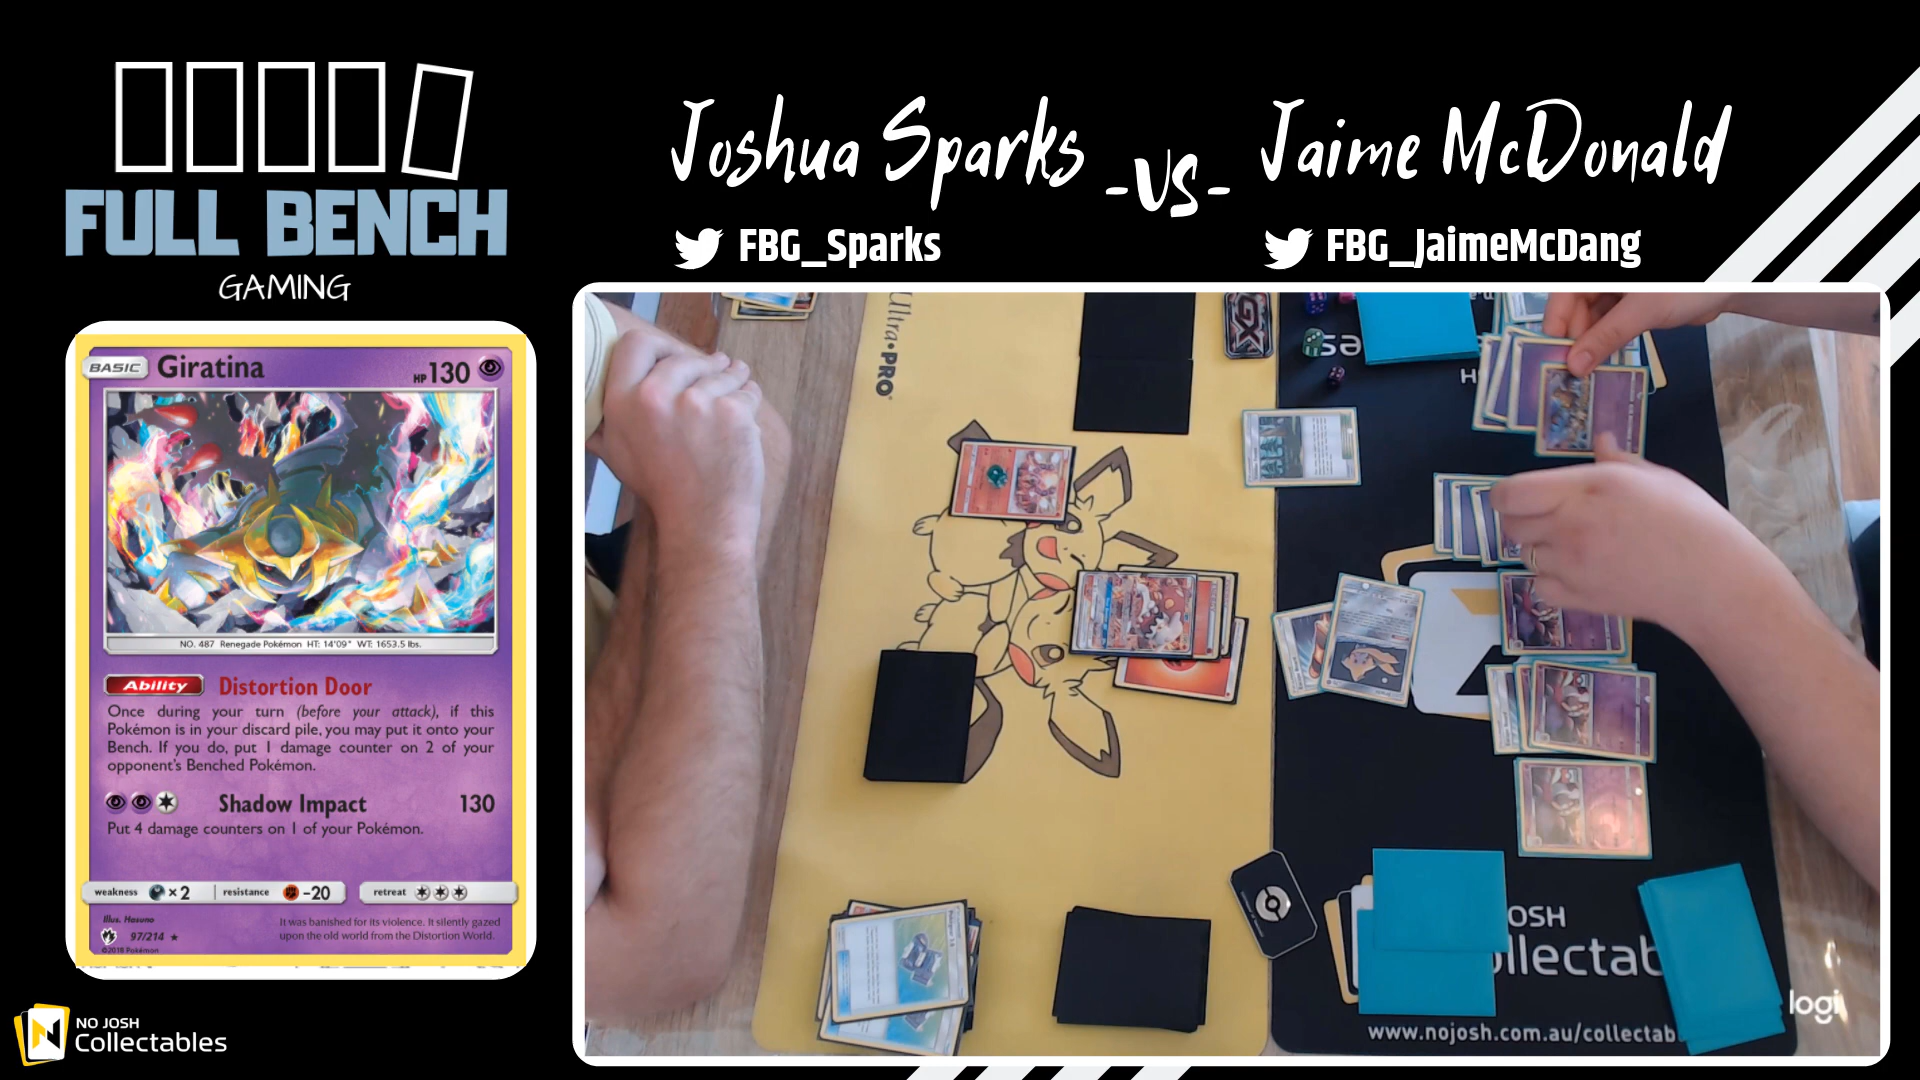 FULL BENCH
GAMING
Joshua Sparks -VS- Jaime McDonald
FBG_Sparks
FBG_JaimeMcDang
BASIC Giratina HP 130
NO. 487 Renegade Pokémon HT: 14'09" WT: 1653.5 lbs.
Ability Distortion Door
Once during your turn (before your attack), if this
Pokémon is in your discard pile, you may put it onto your
Bench. If you do, put 1 damage counter on 2 of your
opponent's Benched Pokémon.
Shadow Impact 130
Put 4 damage counters on 1 of your Pokémon.
weakness ×2 resistance -20 retreat
Illus. Hasuno
97/214
©2018 Pokémon
It was banished for its violence. It silently gazed
upon the old world from the Distortion World.
NO JOSH
Collectables
Ultra•PRO
GX
OSH
llectab
www.nojosh.com.au/collectab
logi